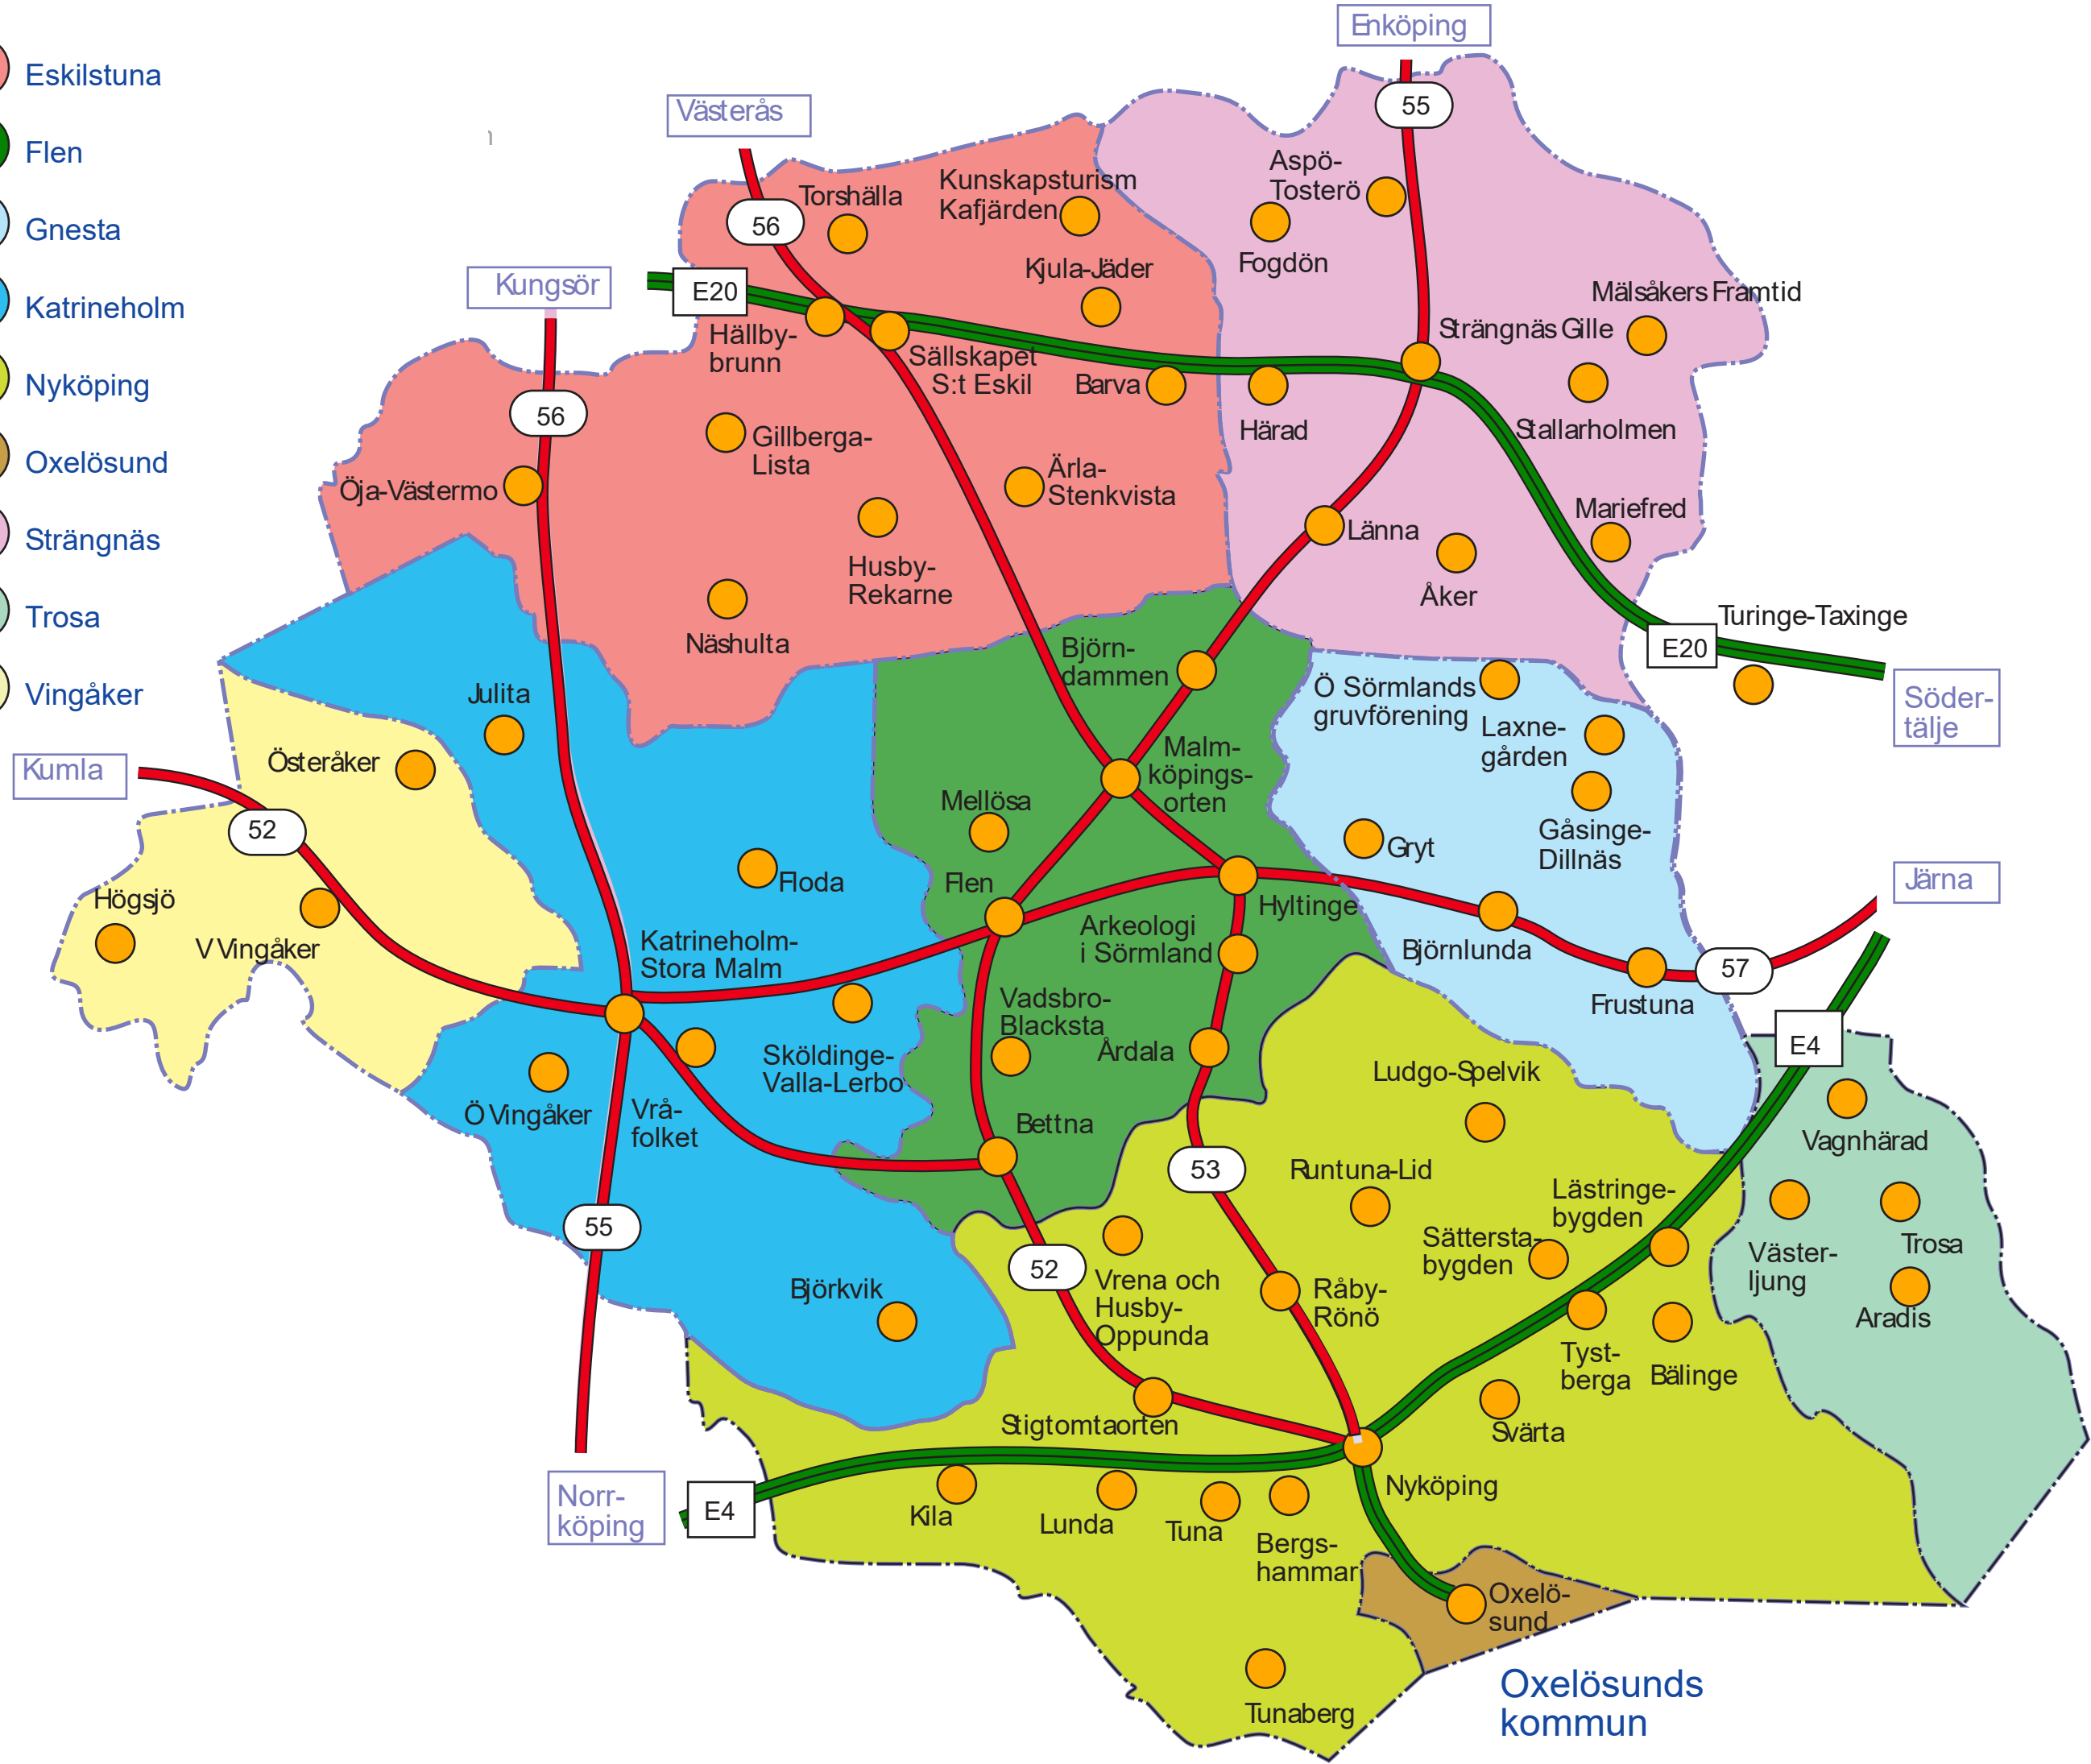 Eskilstuna
Flen
Gnesta
Katrineholm
Nyköping
Oxelösund
Strängnäs
Trosa
Vingåker
Enköping
55
Västerås
56
Torshälla
Kunskapsturism
Kafjärden
Aspö-
Tosterö
Fogdön
Kjula-Jäder
Kungsör
E20
Mälsåkers Framtid
Strängnäs Gille
Hällby-
brunn
Sällskapet
S:t Eskil
Barva
Härad
Stallarholmen
56
Gillberga-
Lista
Öja-Västermo
Ärla-
Stenkvista
Mariefred
Länna
Husby-
Rekarne
Åker
Näshulta
Turinge-Taxinge
E20
Björn-
dammen
Söder-
tälje
Ö Sörmlands
gruvförening
Laxne-
gården
Julita
Österåker
Kumla
52
Malm-
köpings-
orten
Mellösa
Gåsinge-
Dillnäs
Gryt
Floda
Flen
Järna
Högsjö
V Vingåker
Hyltinge
Katrineholm-
Stora Malm
Arkeologi
i Sörmland
Björnlunda
57
Frustuna
Vadsbro-
Blacksta
Årdala
E4
Sköldinge-
Valla-Lerbo
Ludgo-Spelvik
Ö Vingåker
Vrå-
folket
Bettna
Vagnhärad
53
Runtuna-Lid
Lästringe-
bygden
55
Sättersta-
bygden
Väster-
ljung
Trosa
52
Vrena och
Husby-
Oppunda
Björkvik
Råby-
Rönö
Aradis
Tyst-
berga
Bälinge
Stigtomtaorten
Svärta
Norr-
köping
E4
Nyköping
Kila
Lunda
Tuna
Bergs-
hammar
Oxelö-
sund
Tunaberg
Oxelösunds
kommun